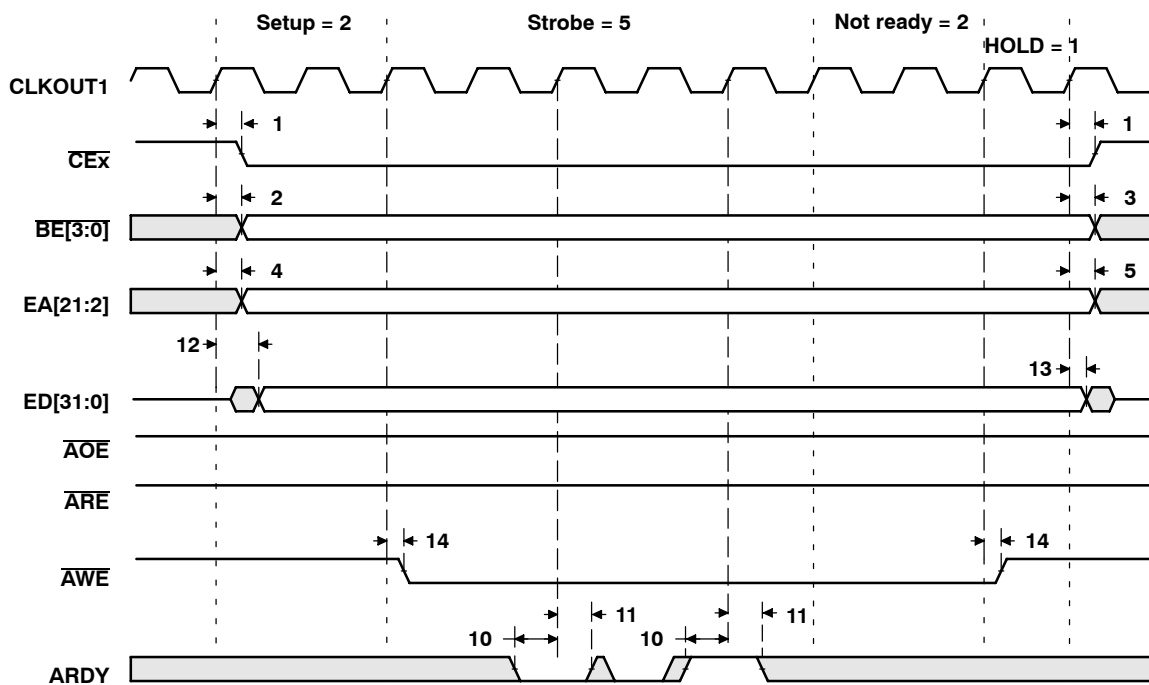 Setup = 2 Strobe = 5 Not ready = 2
HOLD = 1
CLKOUT1
1 1
CEx
2 3
BE[3:0]
4 5
EA[21:2]
12
13
ED[31:0]
AOE
ARE
14 14
AWE
10 11 10 11
ARDY